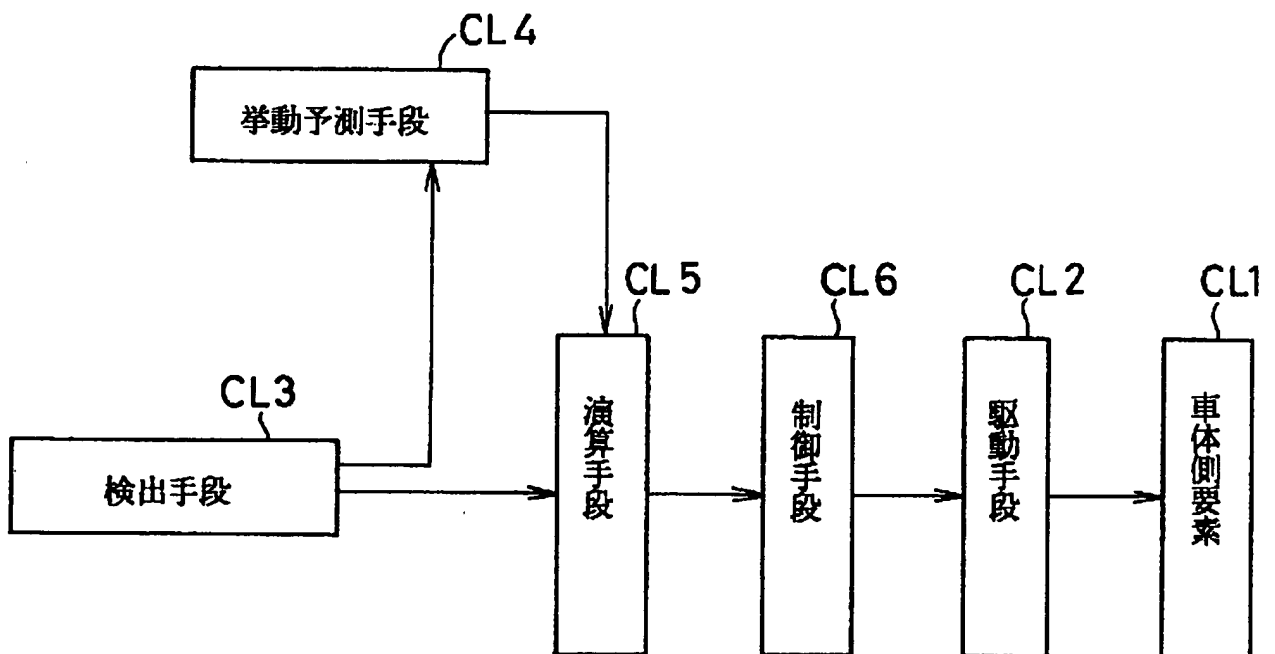 CL4
挙動予測手段
CL3
検出手段
CL5
演算手段
CL6
制御手段
CL2
駆動手段
CL1
車体側要素